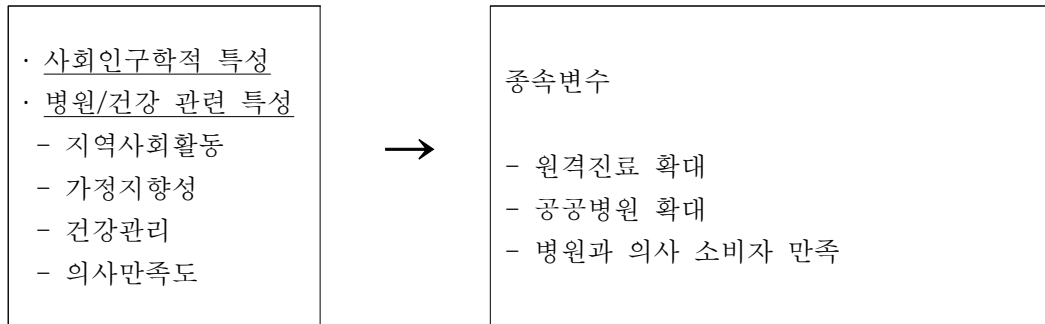 · 사회인구학적 특성
· 병원/건강 관련 특성
- 지역사회활동
- 가정지향성
- 건강관리
- 의사만족도
→
종속변수
- 원격진료 확대
- 공공병원 확대
- 병원과 의사 소비자 만족